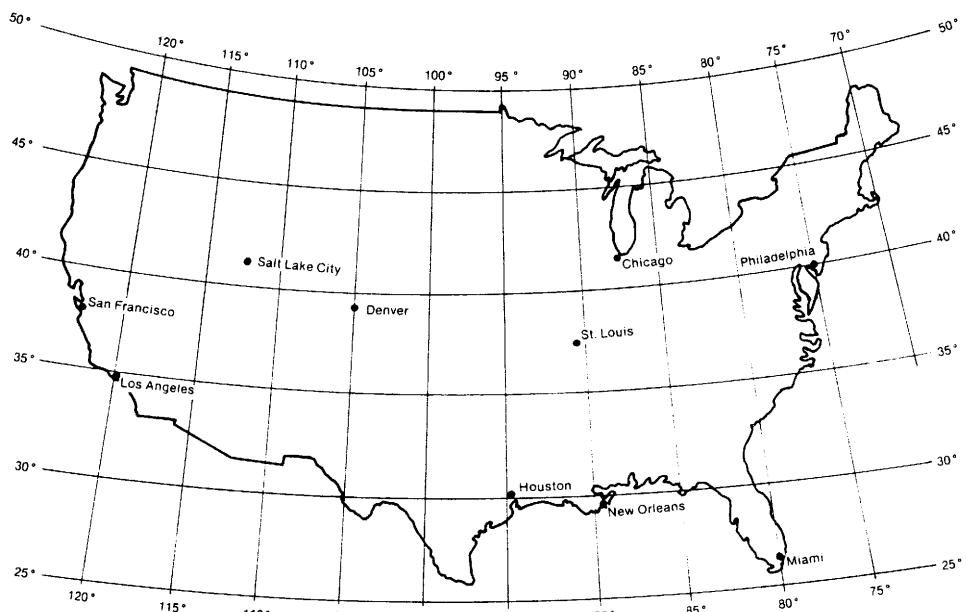 50°
120°
115°
110°
105°
100°
95°
90°
85°
80°
75°
70°
50°
45°
45°
40°
Salt Lake City
Chicago
Philadelphia
40°
San Francisco
Denver
St. Louis
35°
Los Angeles
35°
30°
Houston
New Orleans
30°
Miami
25°
25°
120°
115°
85°
80°
75°